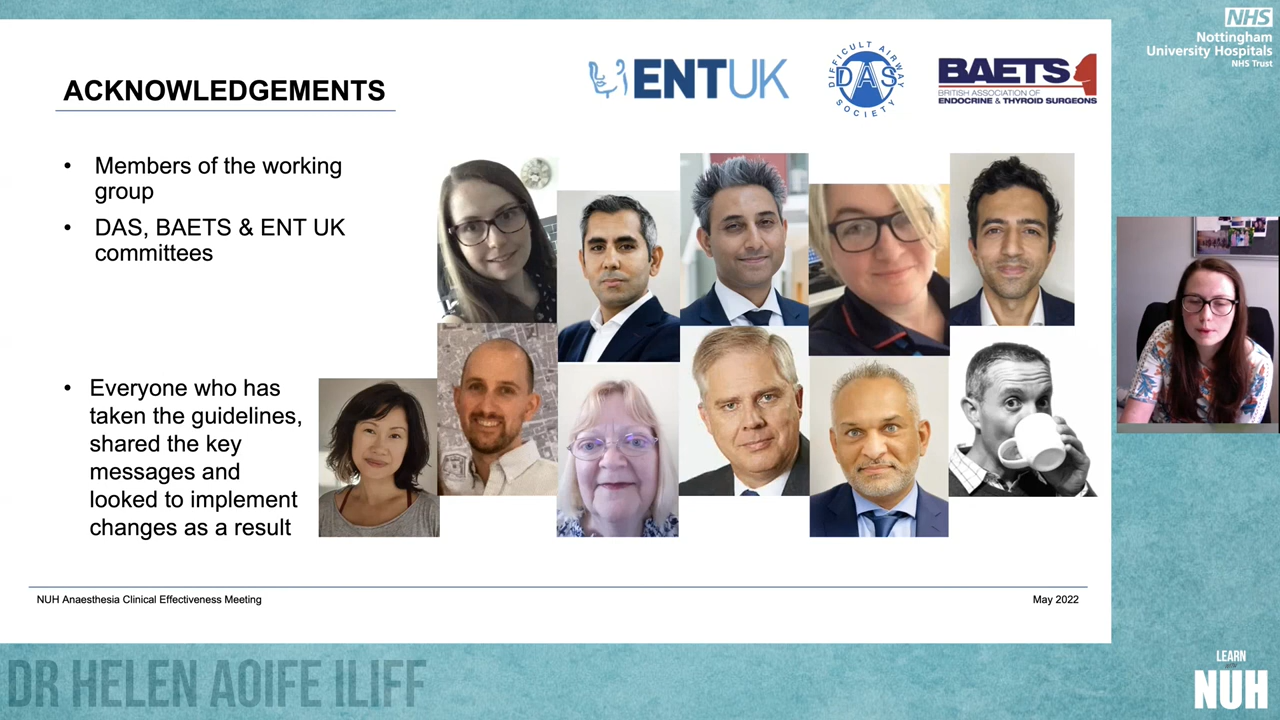 ACKNOWLEDGEMENTS
ENTUK
DIFFICULT AIRWAY
DAS
SOCIETY
BAETS
BRITISH ASSOCIATION OF
ENDOCRINE & THYROID SURGEONS
NHS
Nottingham
University Hospitals
NHS Trust
• Members of the working
group
• DAS, BAETS & ENT UK
committees
• Everyone who has
taken the guidelines,
shared the key
messages and
looked to implement
changes as a result
NUH Anaesthesia Clinical Effectiveness Meeting
May 2022
DR HELEN AOIFE ILIFF
LEARN
NUH